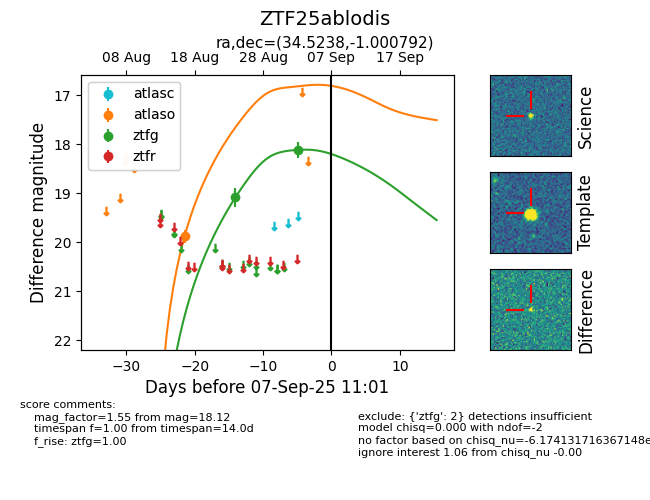 ZTF25ablodis
ra,dec=(34.5238,-1.000792)
08 Aug 18 Aug 28 Aug 07 Sep 17 Sep
atlasc
atlaso
ztfg
ztfr
17
18
19
20
21
22
Difference magnitude
−30 −20 −10 0 10
Days before 07-Sep-25 11:01
Science
Template
Difference
score comments:
mag_factor=1.55 from mag=18.12
timespan f=1.00 from timespan=14.0d
f_rise: ztfg=1.00
exclude: {'ztfg': 2} detections insufficient
model chisq=0.000 with ndof=-2
no factor based on chisq_nu=-6.174131716367148e
ignore interest 1.06 from chisq_nu -0.00